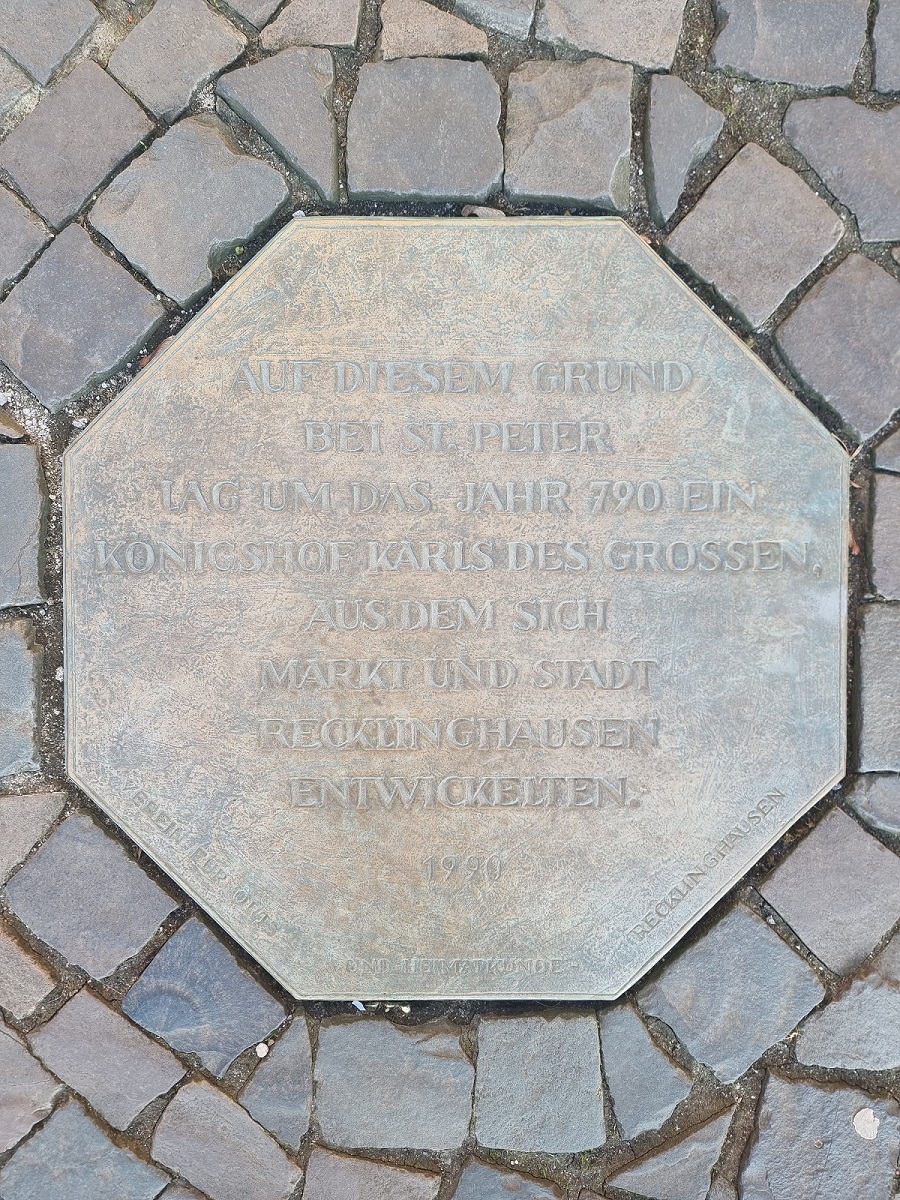 AUF DIESEM GRUND
BEI ST. PETER
LAG UM DAS JAHR 790 EIN
KÖNIGSHOF KARLS DES GROSSEN,
AUS DEM SICH
MARKT UND STADT
RECKLINGHAUSEN
ENTWICKELTEN.
1990
VEREIN FÜR ORTS-
UND HEIMATKUNDE
RECKLINGHAUSEN